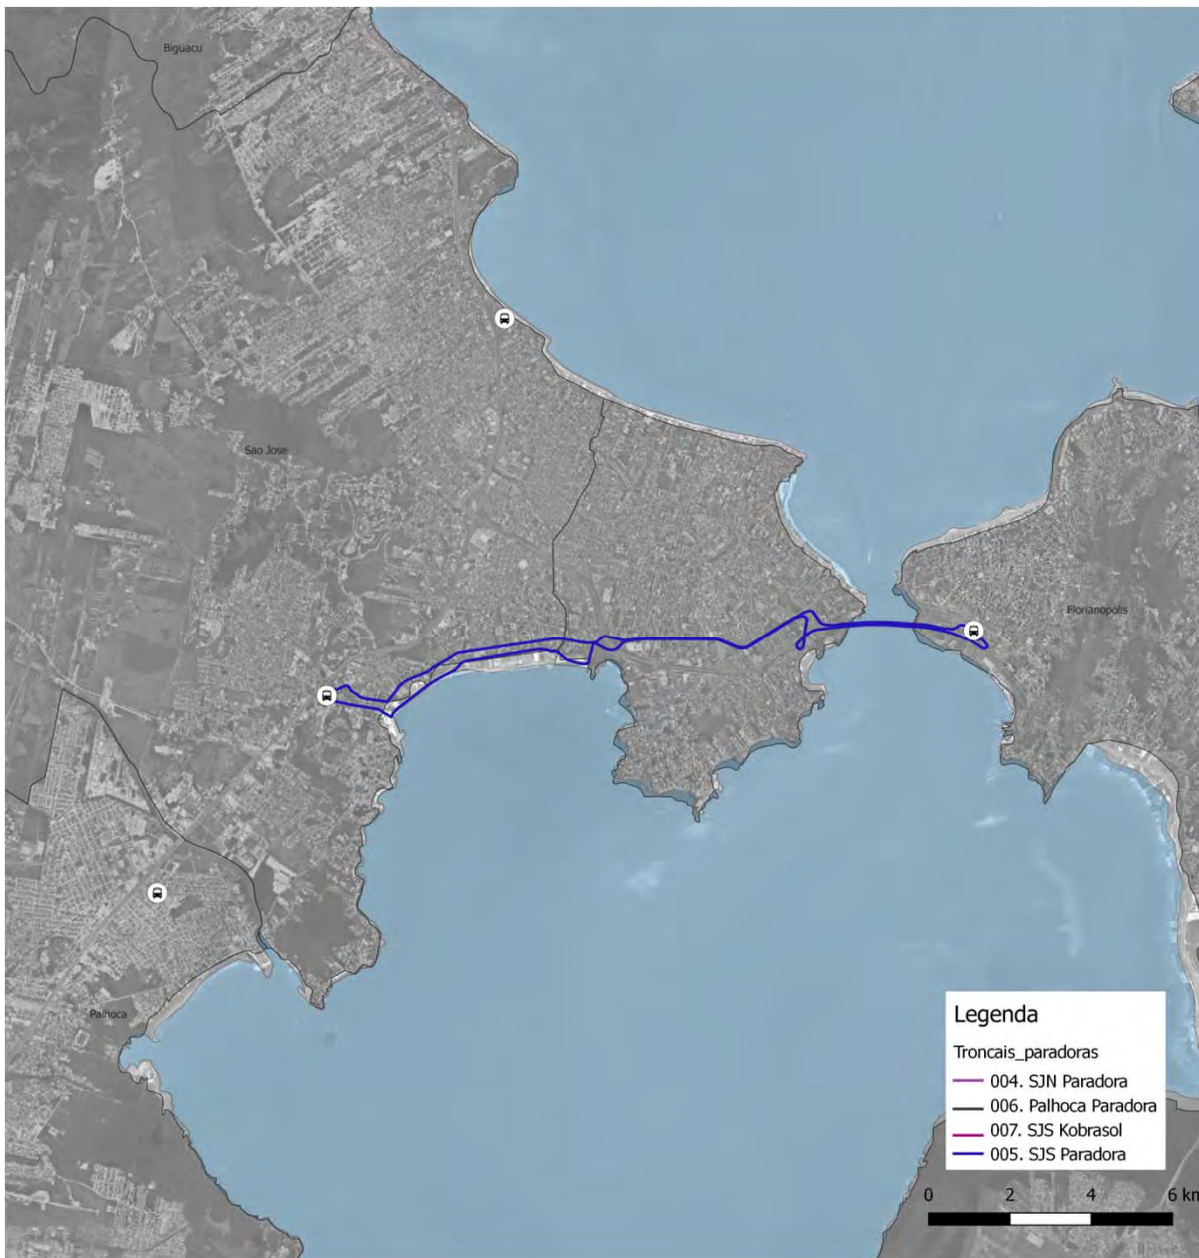 Biguacu
Sao Jose
Florianopolis
Palhoca
Legenda
Troncais_paradoras
004. SJN Paradora
006. Palhoca Paradora
007. SJS Kobrasol
005. SJS Paradora
0 2 4 6 km